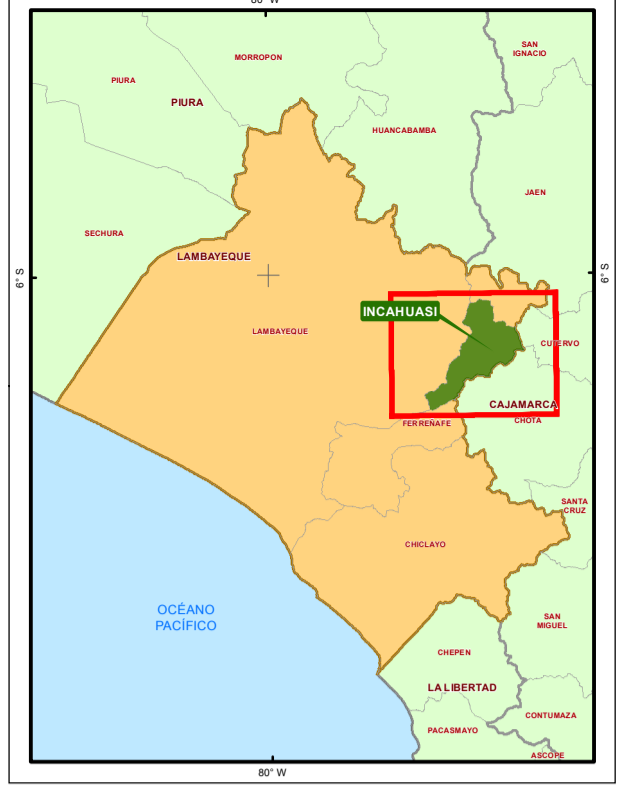 80° W
SAN
IGNACIO
MORROPON
PIURA
PIURA
HUANCABAMBA
JAEN
SECHURA
LAMBAYEQUE
6° S
6° S
INCAHUASI
LAMBAYEQUE
CUTERVO
CAJAMARCA
CHOTA
FERREÑAFE
SANTA
CRUZ
CHICLAYO
OCÉANO
PACÍFICO
SAN
MIGUEL
CHEPEN
LA LIBERTAD
CONTUMAZA
PACASMAYO
ASCOPE
80° W